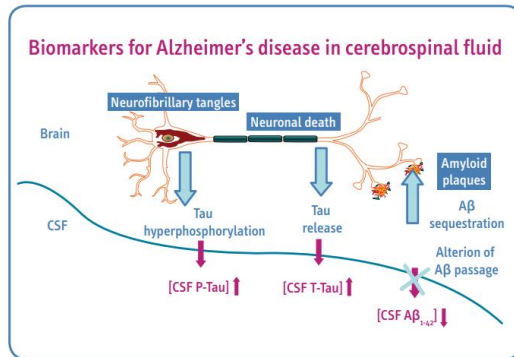 Biomarkers for Alzheimer's disease in cerebrospinal fluid
Neurofibrillary tangles
Neuronal death
Brain
Amyloid
plaques
CSF
Tau
hyperphosphorylation
Tau
release
Aβ
sequestration
Alterion of
Aβ passage
[CSF P-Tau]
[CSF T-Tau]
[CSF Aβ1-42]